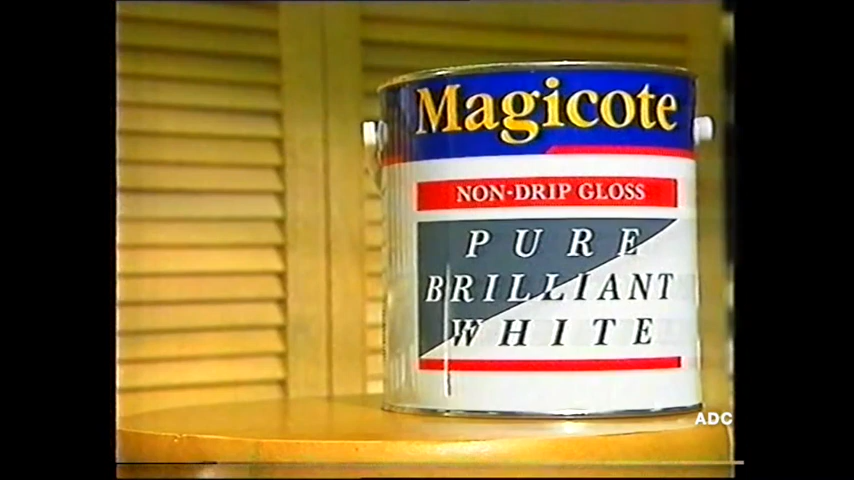 Magicote
NON-DRIP GLOSS
PURE
BRILLIANT
WHITE
ADC